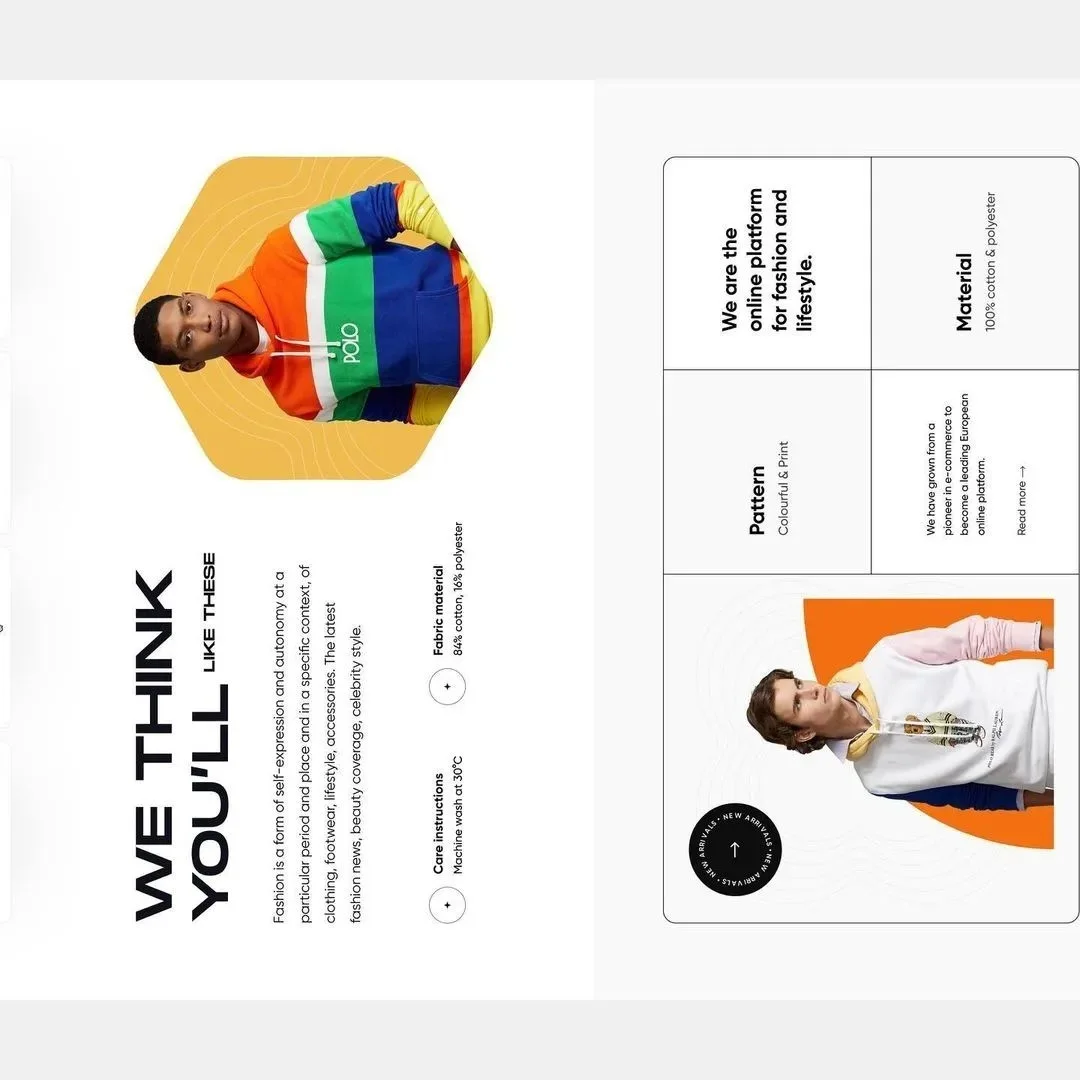 WE THINK
YOU'LL LIKE THESE
Fashion is a form of self-expression and autonomy at a
particular period and place and in a specific context, of
clothing, footwear, lifestyle, accessories. The latest
fashion news, beauty coverage, celebrity style.
Care instructions
Machine wash at 30°C
Fabric material
84% cotton, 16% polyester
POLO
NEW ARRIVALS • NEW ARRIVALS • NEW ARRIVALS •
Pattern
Colourful & Print
We are the
online platform
for fashion and
lifestyle.
We have grown from a
pioneer in e-commerce to
become a leading European
online platform.
Read more →
Material
100% cotton & polyester